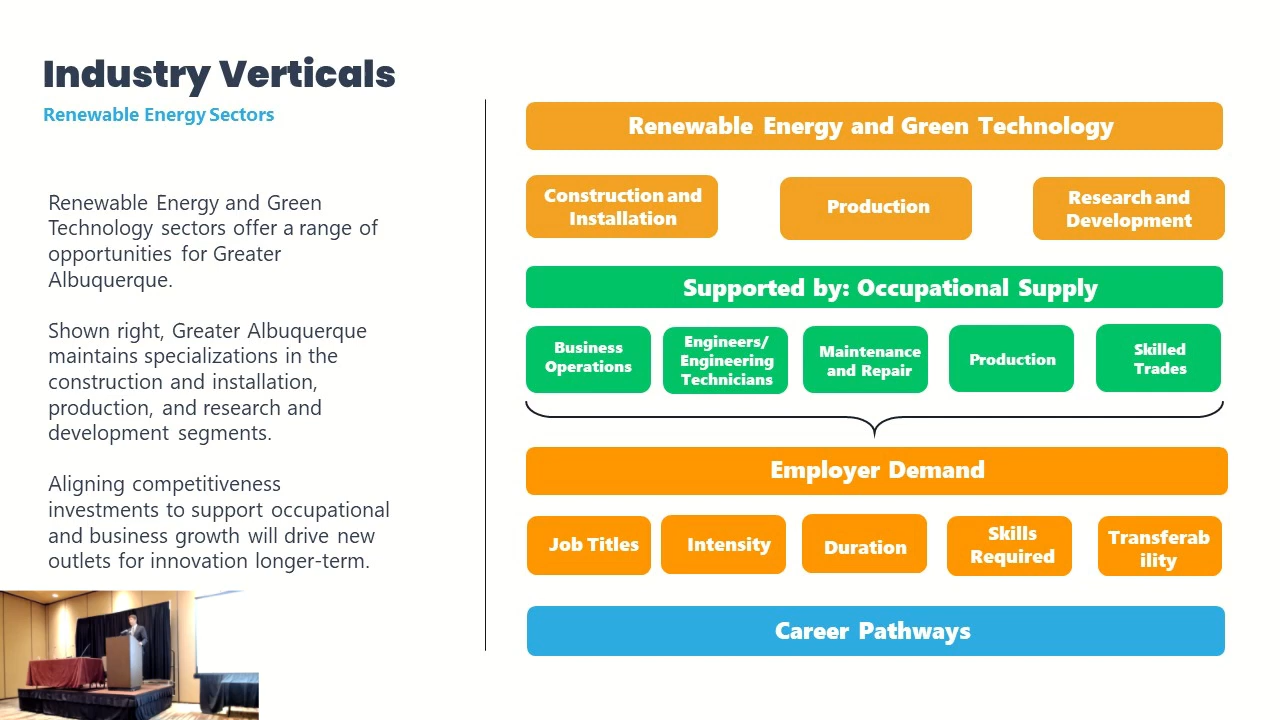 Industry Verticals
Renewable Energy Sectors
Renewable Energy and Green
Technology sectors offer a range of
opportunities for Greater
Albuquerque.
Shown right, Greater Albuquerque
maintains specializations in the
construction and installation,
production, and research and
development segments.
Aligning competitiveness
investments to support occupational
and business growth will drive new
outlets for innovation longer-term.
Renewable Energy and Green Technology
Construction and
Installation
Production
Research and
Development
Supported by: Occupational Supply
Business
Operations
Engineers/
Engineering
Technicians
Maintenance
and Repair
Production
Skilled
Trades
Employer Demand
Job Titles
Intensity
Duration
Skills
Required
Transferab
ility
Career Pathways